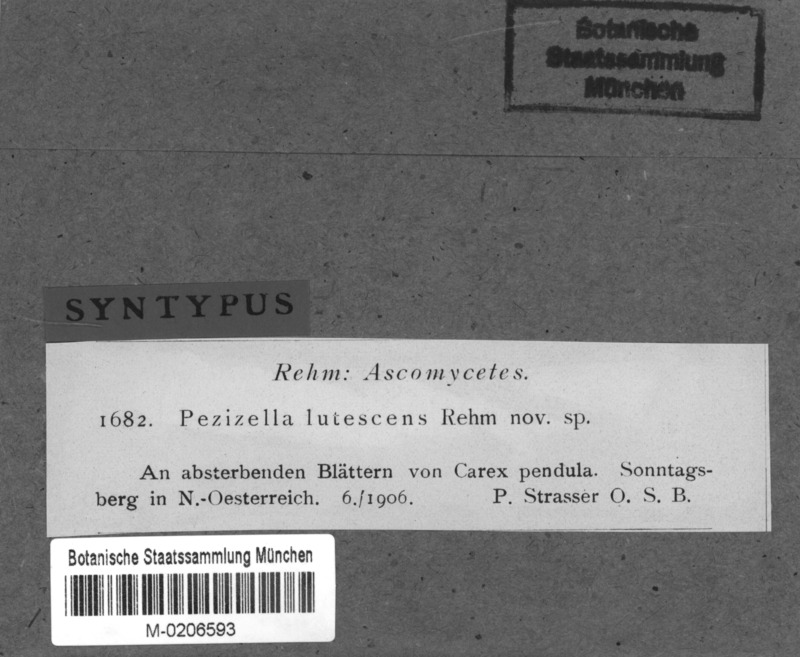 Botanische
Staatssammlung
München
SYNTYPUS
Rehm: Ascomycetes.
1682. Pezizella lutescens Rehm nov. sp.
An absterbenden Blättern von Carex pendula. Sonntags-
berg in N.-Oesterreich. 6./1906. P. Strasser O. S. B.
Botanische Staatssammlung München
M-0206593